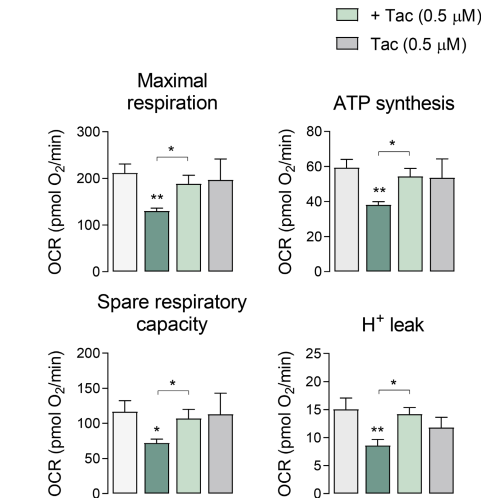 + Tac (0.5 μM)
Tac (0.5 μM)
Maximal
respiration
OCR (pmol O2/min)
300
200
100
0
**
*
ATP synthesis
OCR (pmol O2/min)
80
60
40
20
0
**
*
Spare respiratory
capacity
OCR (pmol O2/min)
200
150
100
50
0
*
*
H+ leak
OCR (pmol O2/min)
25
20
15
10
5
0
**
*